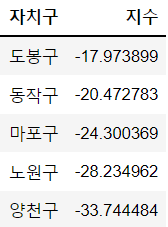 자치구 지수
도봉구 -17.973899
동작구 -20.472783
마포구 -24.300369
노원구 -28.234962
양천구 -33.744484